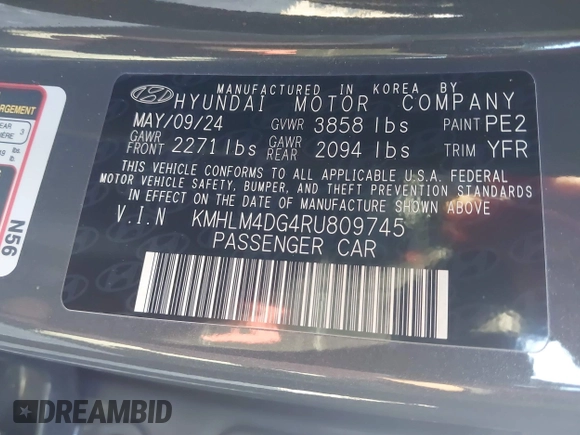 MANUFACTURED IN KOREA BY
HYUNDAI MOTOR COMPANY
MAY/09/24 GVWR 3858 lbs PAINT PE2
GAWR FRONT 2271 lbs GAWR REAR 2094 lbs TRIM YFR
THIS VEHICLE CONFORMS TO ALL APPLICABLE U.S.A. FEDERAL
MOTOR VEHICLE SAFETY, BUMPER, AND THEFT PREVENTION STANDARDS
IN EFFECT ON THE DATE OF MANUFACTURE SHOWN ABOVE
V.I.N KMHLM4DG4RU809745
PASSENGER CAR
N56
DREAMBID